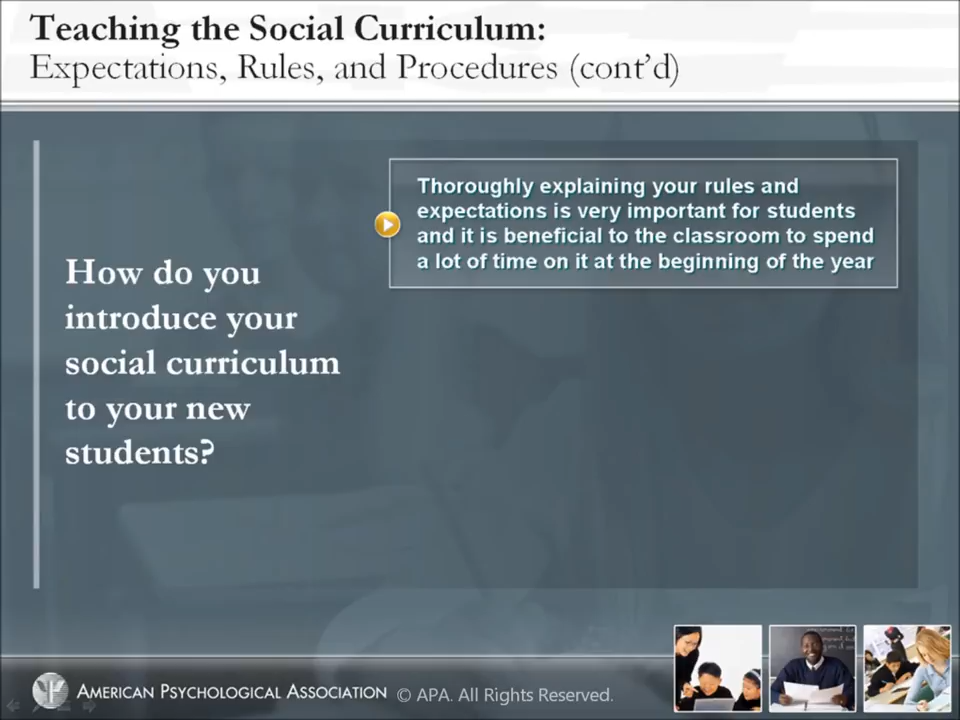 Teaching the Social Curriculum:
Expectations, Rules, and Procedures (cont’d)
How do you
introduce your
social curriculum
to your new
students?
Thoroughly explaining your rules and
expectations is very important for students
and it is beneficial to the classroom to spend
a lot of time on it at the beginning of the year
AMERICAN PSYCHOLOGICAL ASSOCIATION © APA. All Rights Reserved.